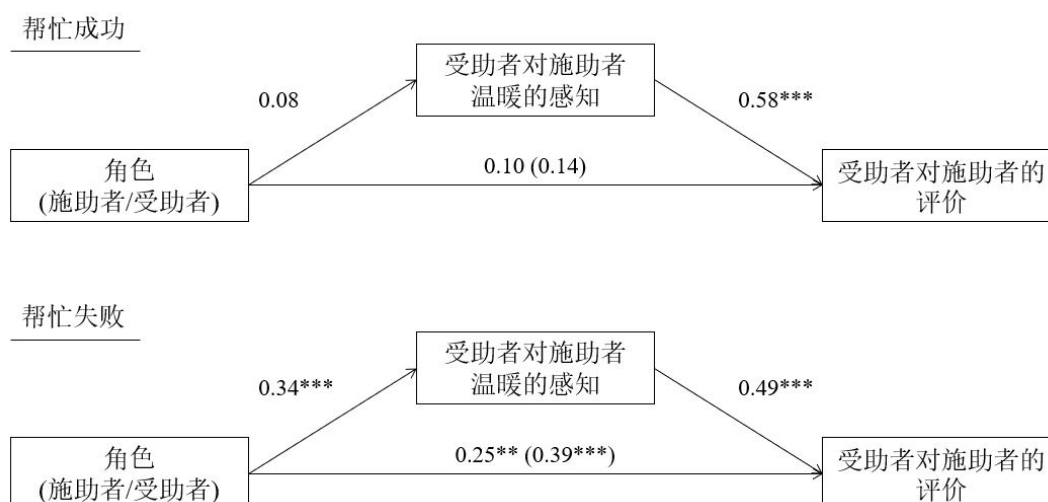 帮忙成功
受助者对施助者
温暖的感知
0.08
0.58***
角色
(施助者/受助者)
0.10 (0.14)
受助者对施助者的
评价
帮忙失败
受助者对施助者
温暖的感知
0.34***
0.49***
角色
(施助者/受助者)
0.25** (0.39***)
受助者对施助者的
评价